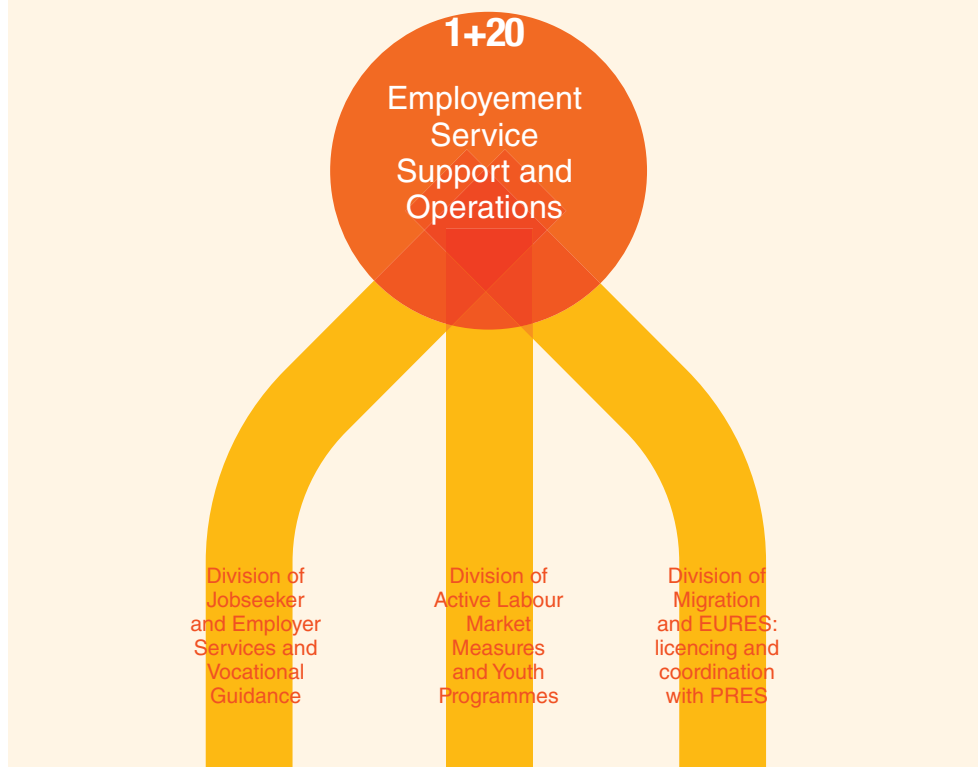 1+20
Employement
Service
Support and
Operations
Division of
Jobseeker
and Employer
Services and
Vocational
Guidance
Division of
Active Labour
Market
Measures
and Youth
Programmes
Division of
Migration
and EURES:
licencing and
coordination
with PRES